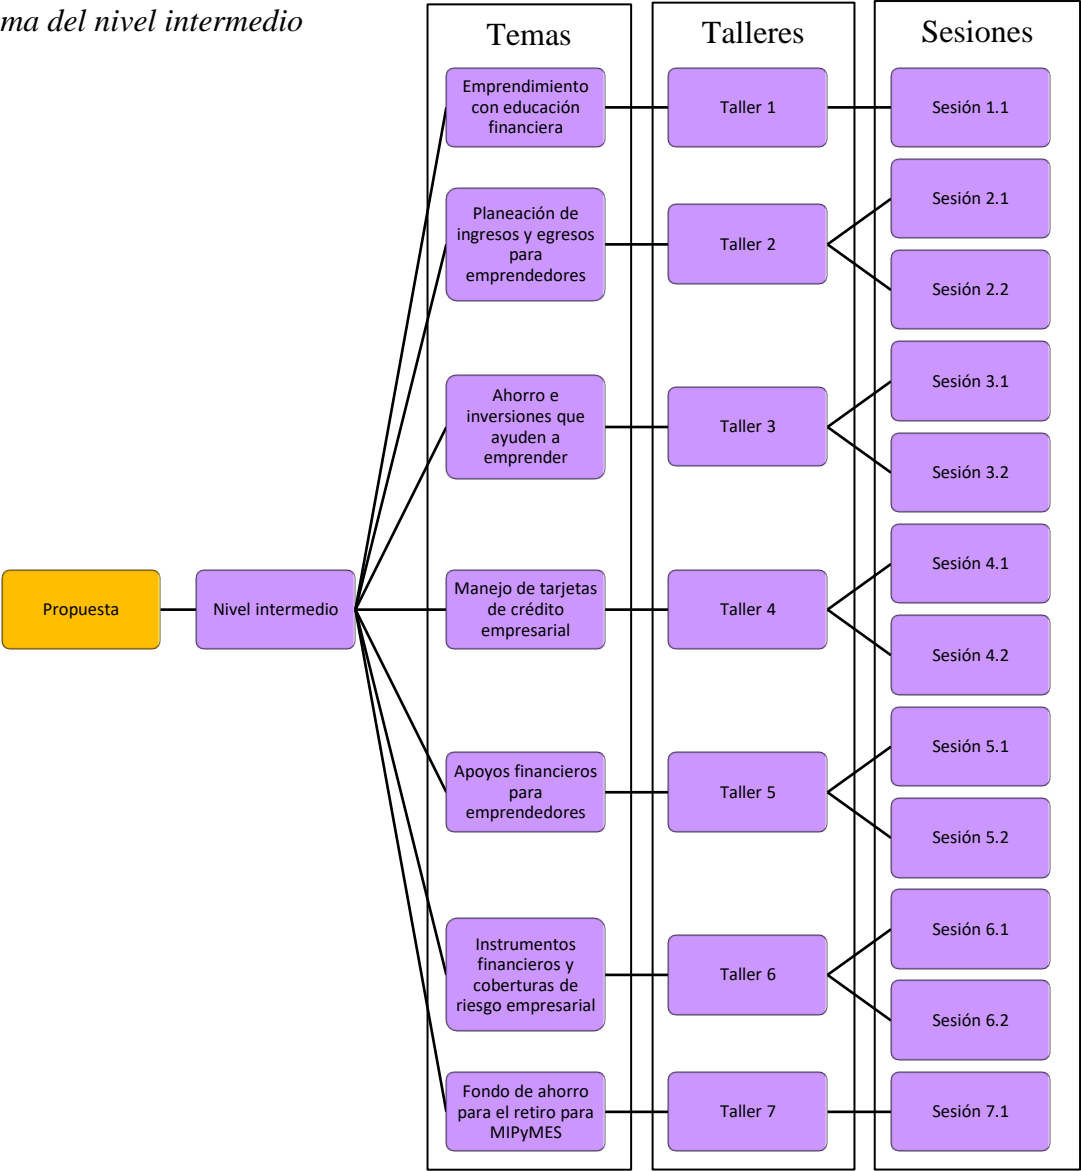 ma del nivel intermedio
Temas
Talleres
Sesiones
Emprendimiento
con educación
financiera
Taller 1
Sesión 1.1
Planeación de
ingresos y egresos
para
emprendedores
Taller 2
Sesión 2.1
Sesión 2.2
Ahorro e
inversiones que
ayuden a
emprender
Taller 3
Sesión 3.1
Sesión 3.2
Propuesta
Nivel intermedio
Manejo de tarjetas
de crédito
empresarial
Taller 4
Sesión 4.1
Sesión 4.2
Apoyos financieros
para
emprendedores
Taller 5
Sesión 5.1
Sesión 5.2
Instrumentos
financieros y
coberturas de
riesgo empresarial
Taller 6
Sesión 6.1
Sesión 6.2
Fondo de ahorro
para el retiro para
MIPyMES
Taller 7
Sesión 7.1